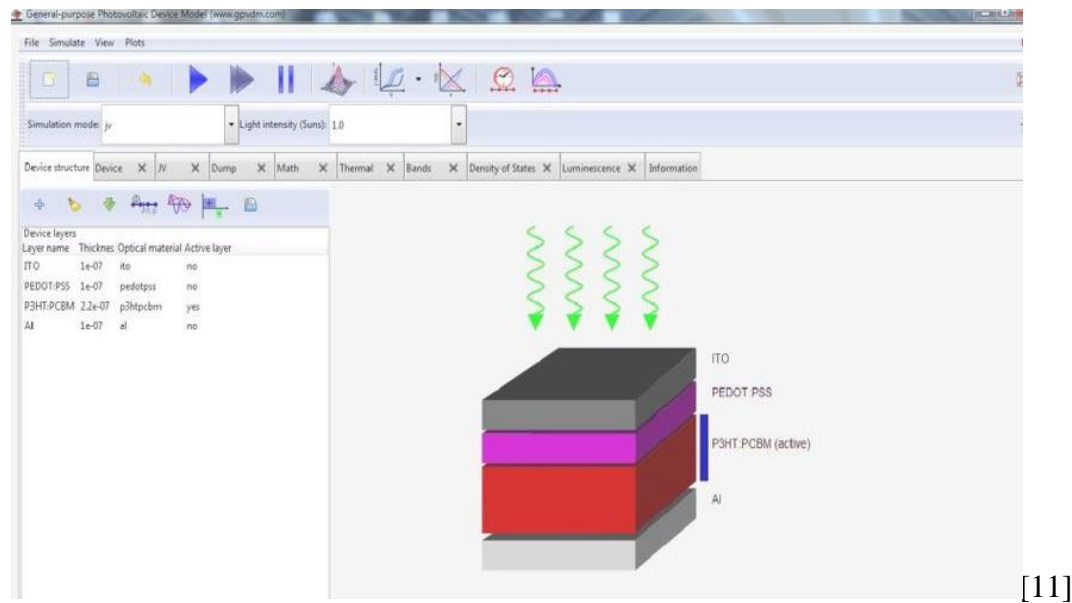 General-purpose Photovoltaic Device Model (www.gpvdm.com)
File Simulate View Plots
Simulation mode: jv Light intensity (Suns): 1.0
Device structure Device JV Dump Math Thermal Bands Density of States Luminescence Information
Device layers
Layer name Thicknes Optical material Active layer
ITO 1e-07 ito no
PEDOT:PSS 1e-07 pedotpss no
P3HT:PCBM 2.2e-07 p3htpcbm yes
Al 1e-07 al no
ITO
PEDOT:PSS
P3HT:PCBM (active)
Al
[11]